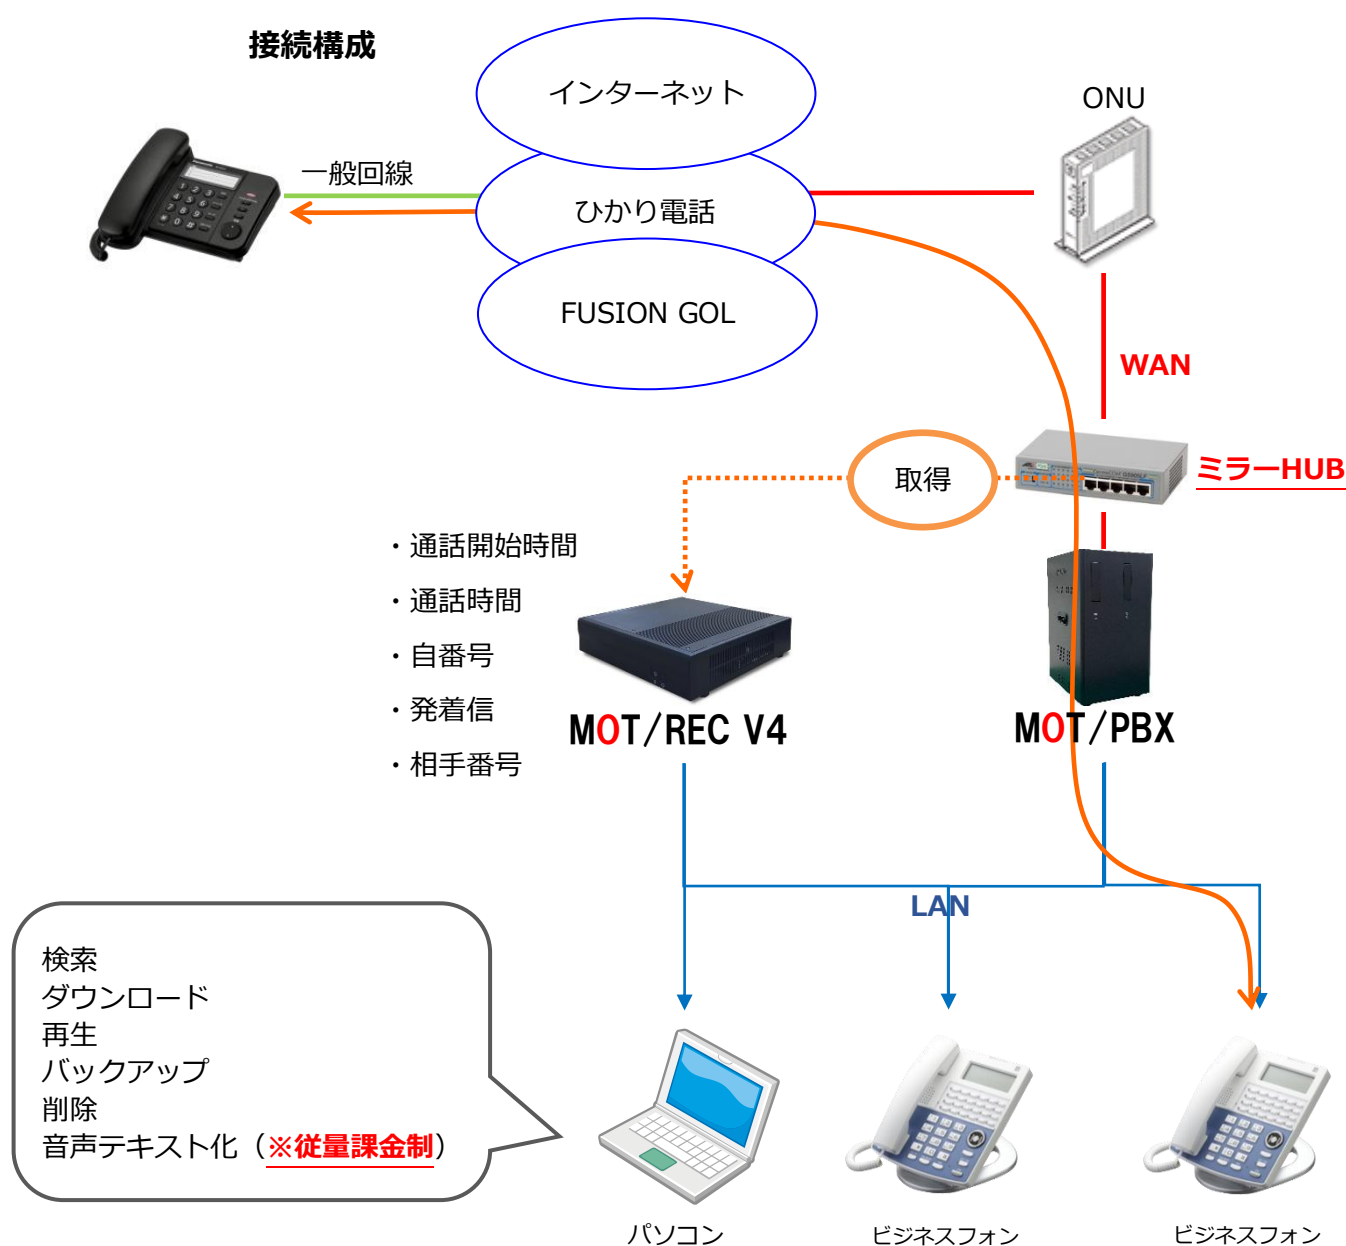 接続構成
インターネット
ONU
一般回線
ひかり電話
FUSION GOL
WAN
ミラーHUB
取得
・通話開始時間
・通話時間
・自番号
・発着信
・相手番号
MOT/REC V4
MOT/PBX
LAN
検索
ダウンロード
再生
バックアップ
削除
音声テキスト化（※従量課金制）
パソコン
ビジネスフォン
ビジネスフォン